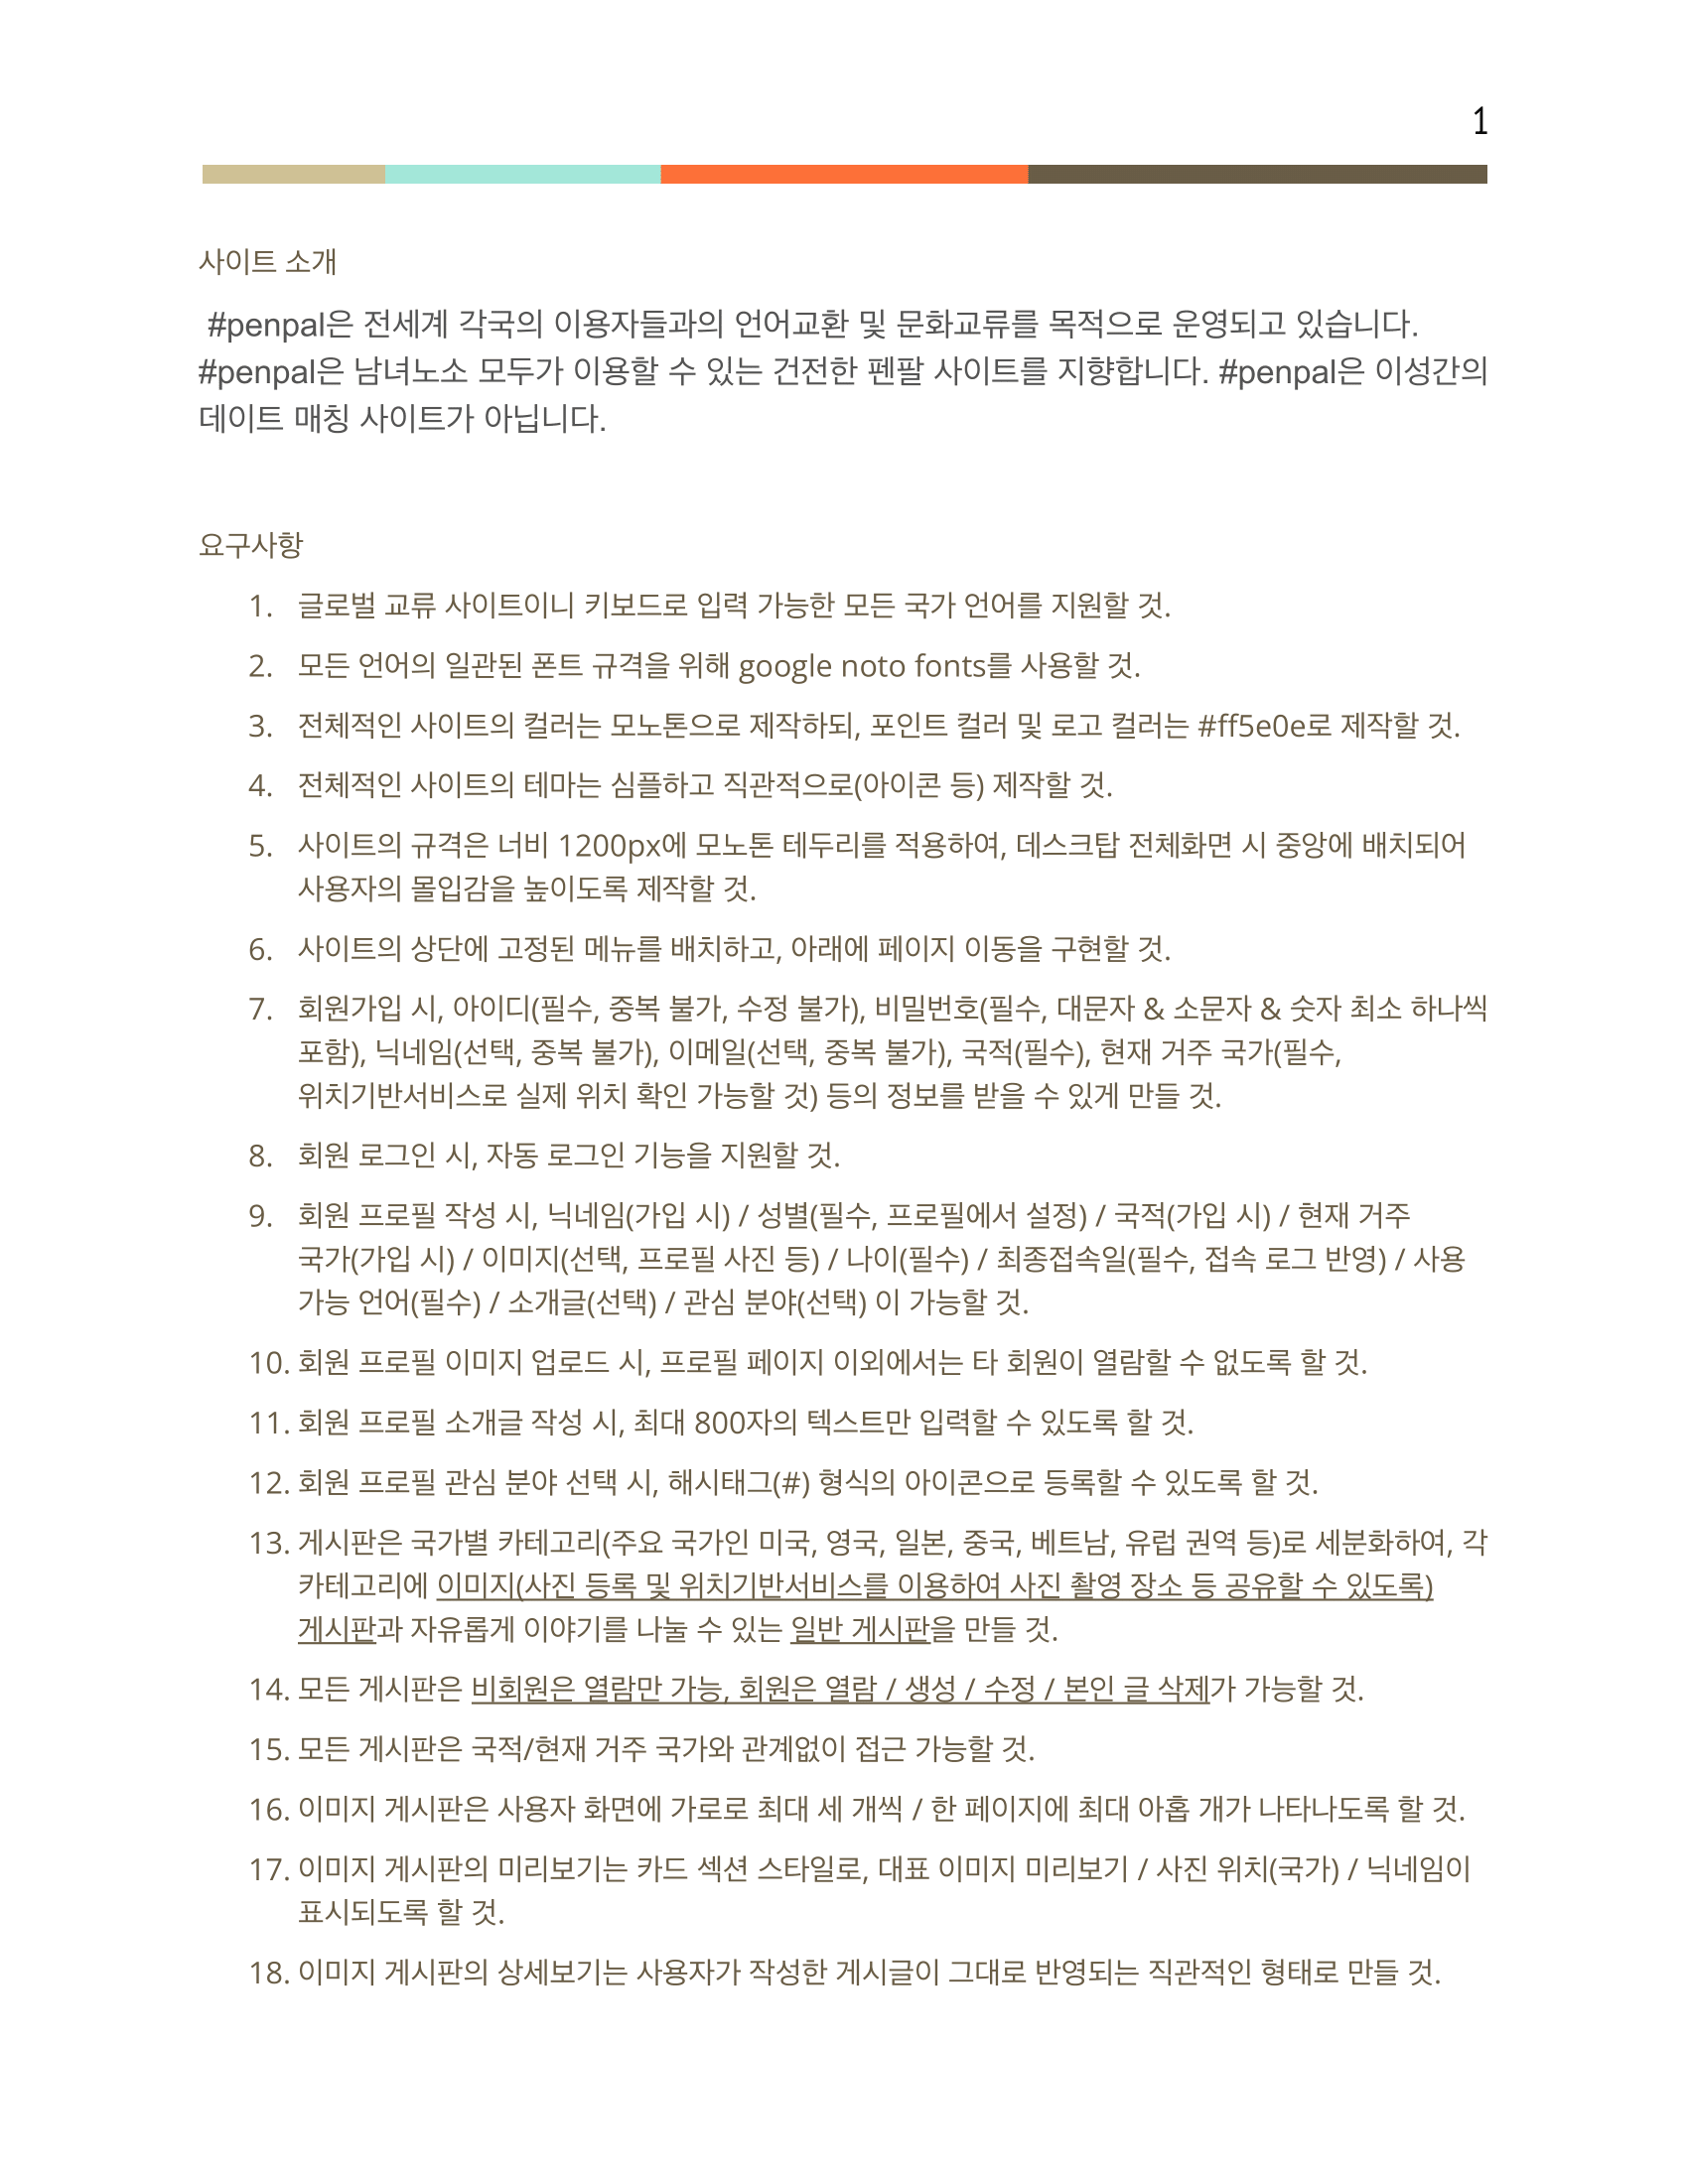 1
사이트 소개
#penpal은 전세계 각국의 이용자들과의 언어교환 및 문화교류를 목적으로 운영되고 있습니다.
#penpal은 남녀노소 모두가 이용할 수 있는 건전한 펜팔 사이트를 지향합니다. #penpal은 이성간의
데이트 매칭 사이트가 아닙니다.
요구사항
1. 글로벌 교류 사이트이니 키보드로 입력 가능한 모든 국가 언어를 지원할 것.
2. 모든 언어의 일관된 폰트 규격을 위해 google noto fonts를 사용할 것.
3. 전체적인 사이트의 컬러는 모노톤으로 제작하되, 포인트 컬러 및 로고 컬러는 #ff5e0e로 제작할 것.
4. 전체적인 사이트의 테마는 심플하고 직관적으로(아이콘 등) 제작할 것.
5. 사이트의 규격은 너비 1200px에 모노톤 테두리를 적용하여, 데스크탑 전체화면 시 중앙에 배치되어
사용자의 몰입감을 높이도록 제작할 것.
6. 사이트의 상단에 고정된 메뉴를 배치하고, 아래에 페이지 이동을 구현할 것.
7. 회원가입 시, 아이디(필수, 중복 불가, 수정 불가), 비밀번호(필수, 대문자 & 소문자 & 숫자 최소 하나씩
포함), 닉네임(선택, 중복 불가), 이메일(선택, 중복 불가), 국적(필수), 현재 거주 국가(필수,
위치기반서비스로 실제 위치 확인 가능할 것) 등의 정보를 받을 수 있게 만들 것.
8. 회원 로그인 시, 자동 로그인 기능을 지원할 것.
9. 회원 프로필 작성 시, 닉네임(가입 시) / 성별(필수, 프로필에서 설정) / 국적(가입 시) / 현재 거주
국가(가입 시) / 이미지(선택, 프로필 사진 등) / 나이(필수) / 최종접속일(필수, 접속 로그 반영) / 사용
가능 언어(필수) / 소개글(선택) / 관심 분야(선택) 이 가능할 것.
10. 회원 프로필 이미지 업로드 시, 프로필 페이지 이외에서는 타 회원이 열람할 수 없도록 할 것.
11. 회원 프로필 소개글 작성 시, 최대 800자의 텍스트만 입력할 수 있도록 할 것.
12. 회원 프로필 관심 분야 선택 시, 해시태그(#) 형식의 아이콘으로 등록할 수 있도록 할 것.
13. 게시판은 국가별 카테고리(주요 국가인 미국, 영국, 일본, 중국, 베트남, 유럽 권역 등)로 세분화하여, 각
카테고리에 이미지(사진 등록 및 위치기반서비스를 이용하여 사진 촬영 장소 등 공유할 수 있도록)
게시판과 자유롭게 이야기를 나눌 수 있는 일반 게시판을 만들 것.
14. 모든 게시판은 비회원은 열람만 가능, 회원은 열람 / 생성 / 수정 / 본인 글 삭제가 가능할 것.
15. 모든 게시판은 국적/현재 거주 국가와 관계없이 접근 가능할 것.
16. 이미지 게시판은 사용자 화면에 가로로 최대 세 개씩 / 한 페이지에 최대 아홉 개가 나타나도록 할 것.
17. 이미지 게시판의 미리보기는 카드 섹션 스타일로, 대표 이미지 미리보기 / 사진 위치(국가) / 닉네임이
표시되도록 할 것.
18. 이미지 게시판의 상세보기는 사용자가 작성한 게시글이 그대로 반영되는 직관적인 형태로 만들 것.